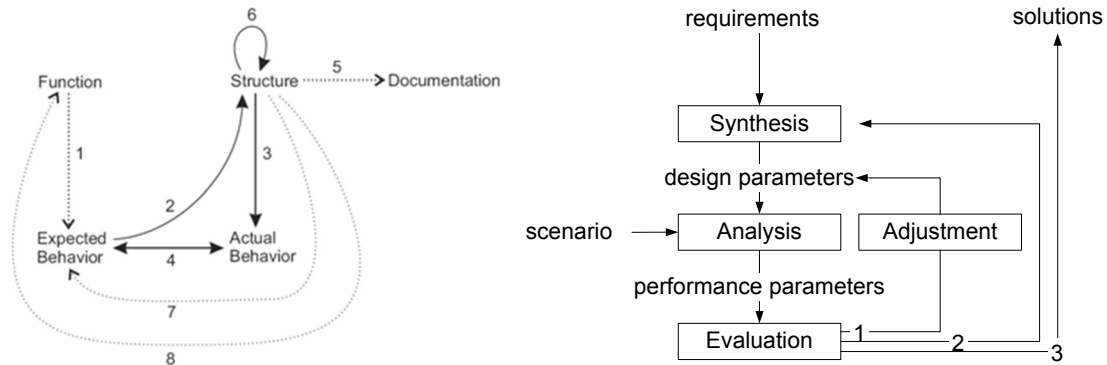 6
Function
Structure
5
Documentation
1
3
2
Expected
Behavior
4
Actual
Behavior
7
8
requirements
solutions
Synthesis
design parameters
scenario
Analysis
Adjustment
performance parameters
Evaluation
1
2
3